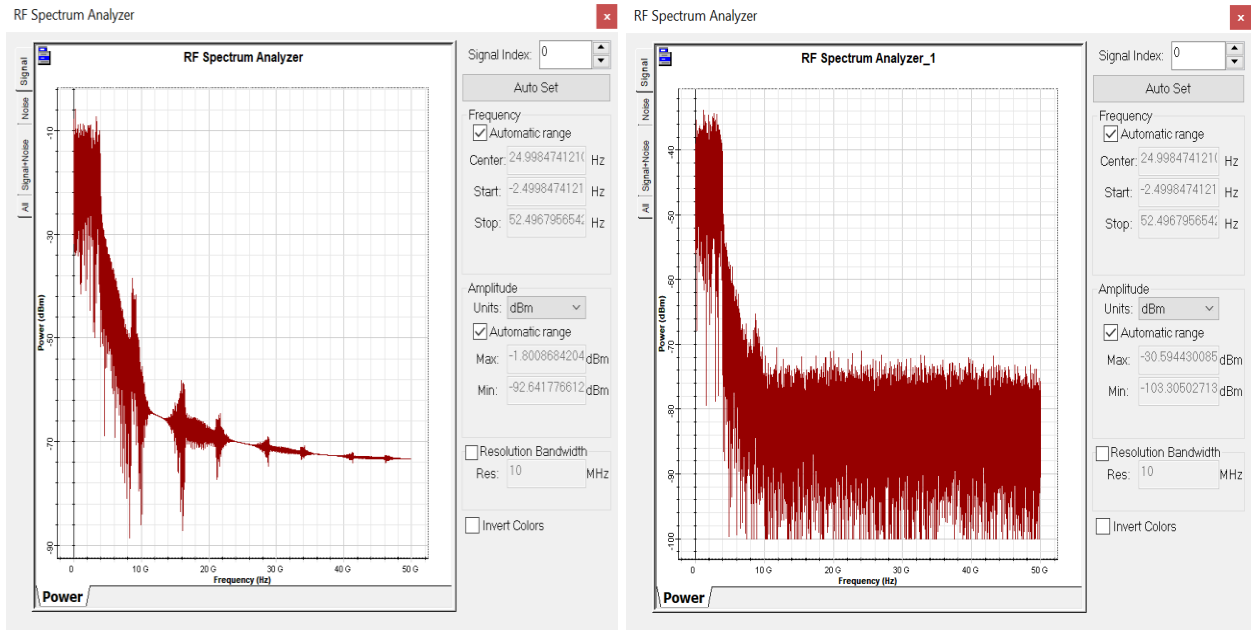 RF Spectrum Analyzer
RF Spectrum Analyzer
Signal
Noise
Signal+Noise
All
Power (dBm)
-10
-30
-50
-70
-90
0
10 G
20 G
30 G
40 G
50 G
Frequency (Hz)
Power
Signal Index:
0
Auto Set
Frequency
Automatic range
Center:
24.998474121(
Hz
Start:
-2.4998474121
Hz
Stop:
52.496795654
Hz
Amplitude
Units:
dBm
Automatic range
Max:
-1.8008684204
dBm
Min:
-92.641776612
dBm
Resolution Bandwidth
Res:
10
MHz
Invert Colors
RF Spectrum Analyzer
RF Spectrum Analyzer_1
Signal
Noise
Signal+Noise
All
Power (dBm)
-40
-50
-60
-70
-80
-90
-100
0
10 G
20 G
30 G
40 G
50 G
Frequency (Hz)
Power
Signal Index:
0
Auto Set
Frequency
Automatic range
Center:
24.998474121(
Hz
Start:
-2.4998474121
Hz
Stop:
52.496795654
Hz
Amplitude
Units:
dBm
Automatic range
Max:
-30.594430085
dBm
Min:
-103.30502713
dBm
Resolution Bandwidth
Res:
10
MHz
Invert Colors